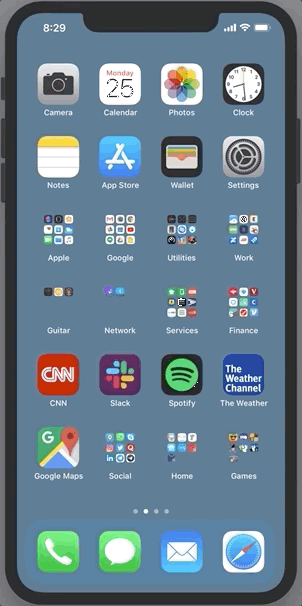 8:29
Monday
25
Camera
Calendar
Photos
Clock
Notes
App Store
Wallet
Settings
Apple
Google
Utilities
Work
Guitar
Network
Services
Finance
CNN
The
Weather
Channel
CNN
Slack
Spotify
The Weather
G
Google Maps
Social
Home
Games